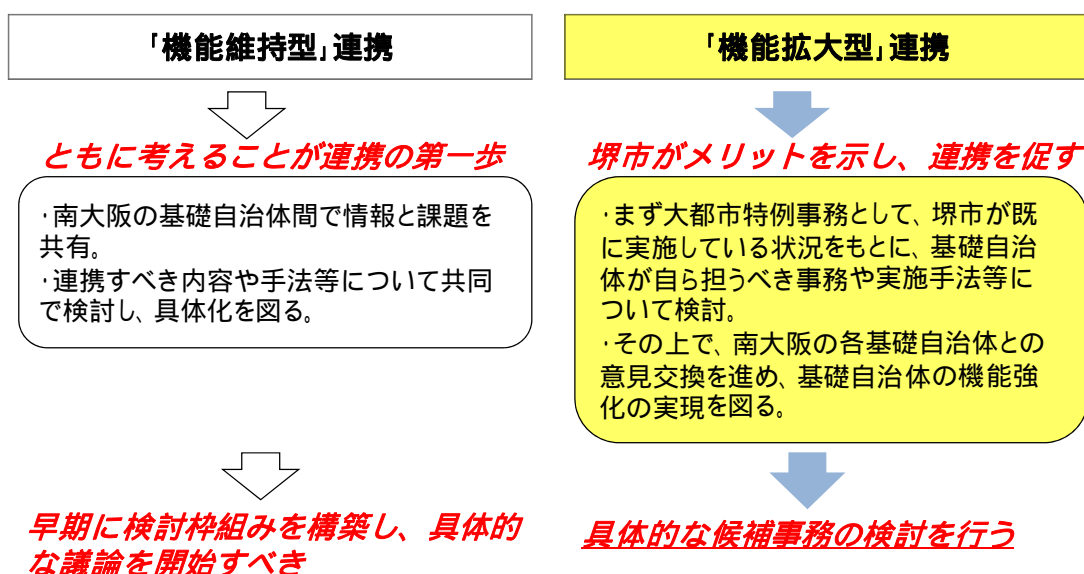 「機能維持型」連携
ともに考えることが連携の第一歩
・南大阪の基礎自治体間で情報と課題を
共有。
・連携すべき内容や手法等について共同
で検討し、具体化を図る。
早期に検討枠組みを構築し、具体的
な議論を開始すべき
「機能拡大型」連携
堺市がメリットを示し、連携を促す
・まず大都市特例事務として、堺市が既
に実施している状況をもとに、基礎自治
体が自ら担うべき事務や実施手法等に
ついて検討。
・その上で、南大阪の各基礎自治体との
意見交換を進め、基礎自治体の機能強
化の実現を図る。
具体的な候補事務の検討を行う